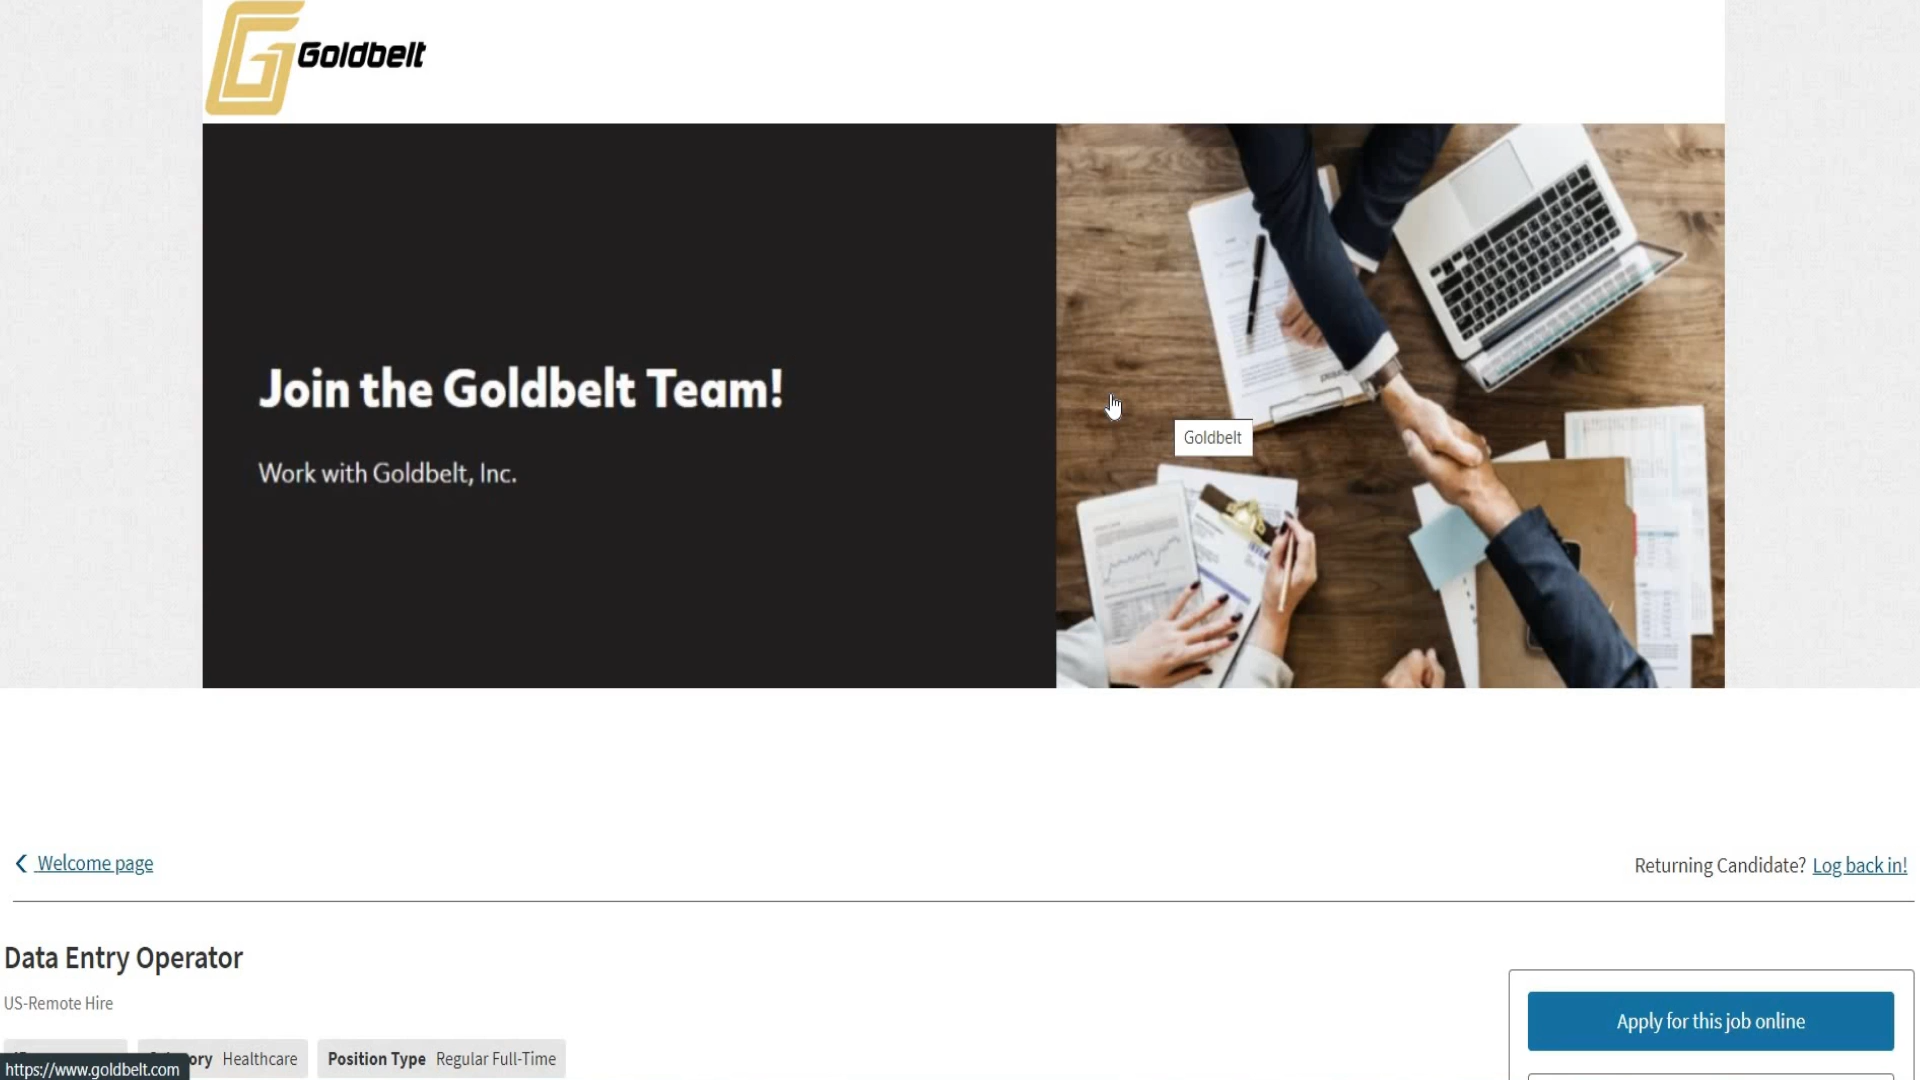 Goldbelt
Join the Goldbelt Team!
Work with Goldbelt, Inc.
Goldbelt
Welcome page
Returning Candidate? Log back in!
Data Entry Operator
US-Remote Hire
Apply for this job online
ory Healthcare Position Type Regular Full-Time
https://www.goldbelt.com